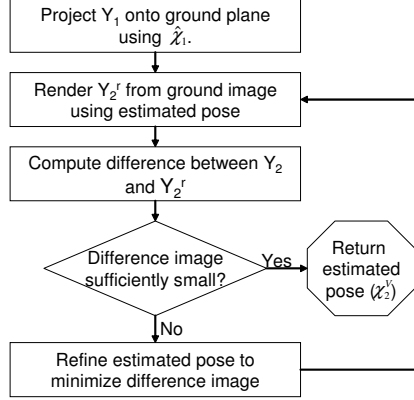 Project Y₁ onto ground plane
using χ̂₁.
Render Y₂ʳ from ground image
using estimated pose
Compute difference between Y₂
and Y₂ʳ
Difference image
sufficiently small?
Yes
Return
estimated
pose (χ₂ⱽ)
No
Refine estimated pose to
minimize difference image